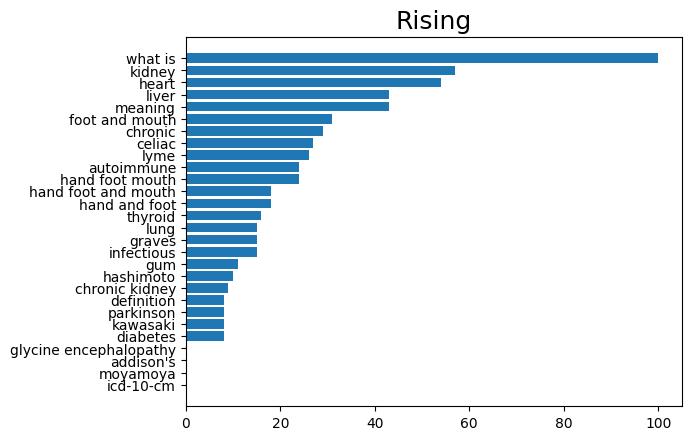 Rising
what is
kidney
heart
liver
meaning
foot and mouth
chronic
celiac
lyme
autoimmune
hand foot mouth
hand foot and mouth
hand and foot
thyroid
lung
graves
infectious
gum
hashimoto
chronic kidney
definition
parkinson
kawasaki
diabetes
glycine encephalopathy
addison's
moyamoya
icd-10-cm
0 20 40 60 80 100